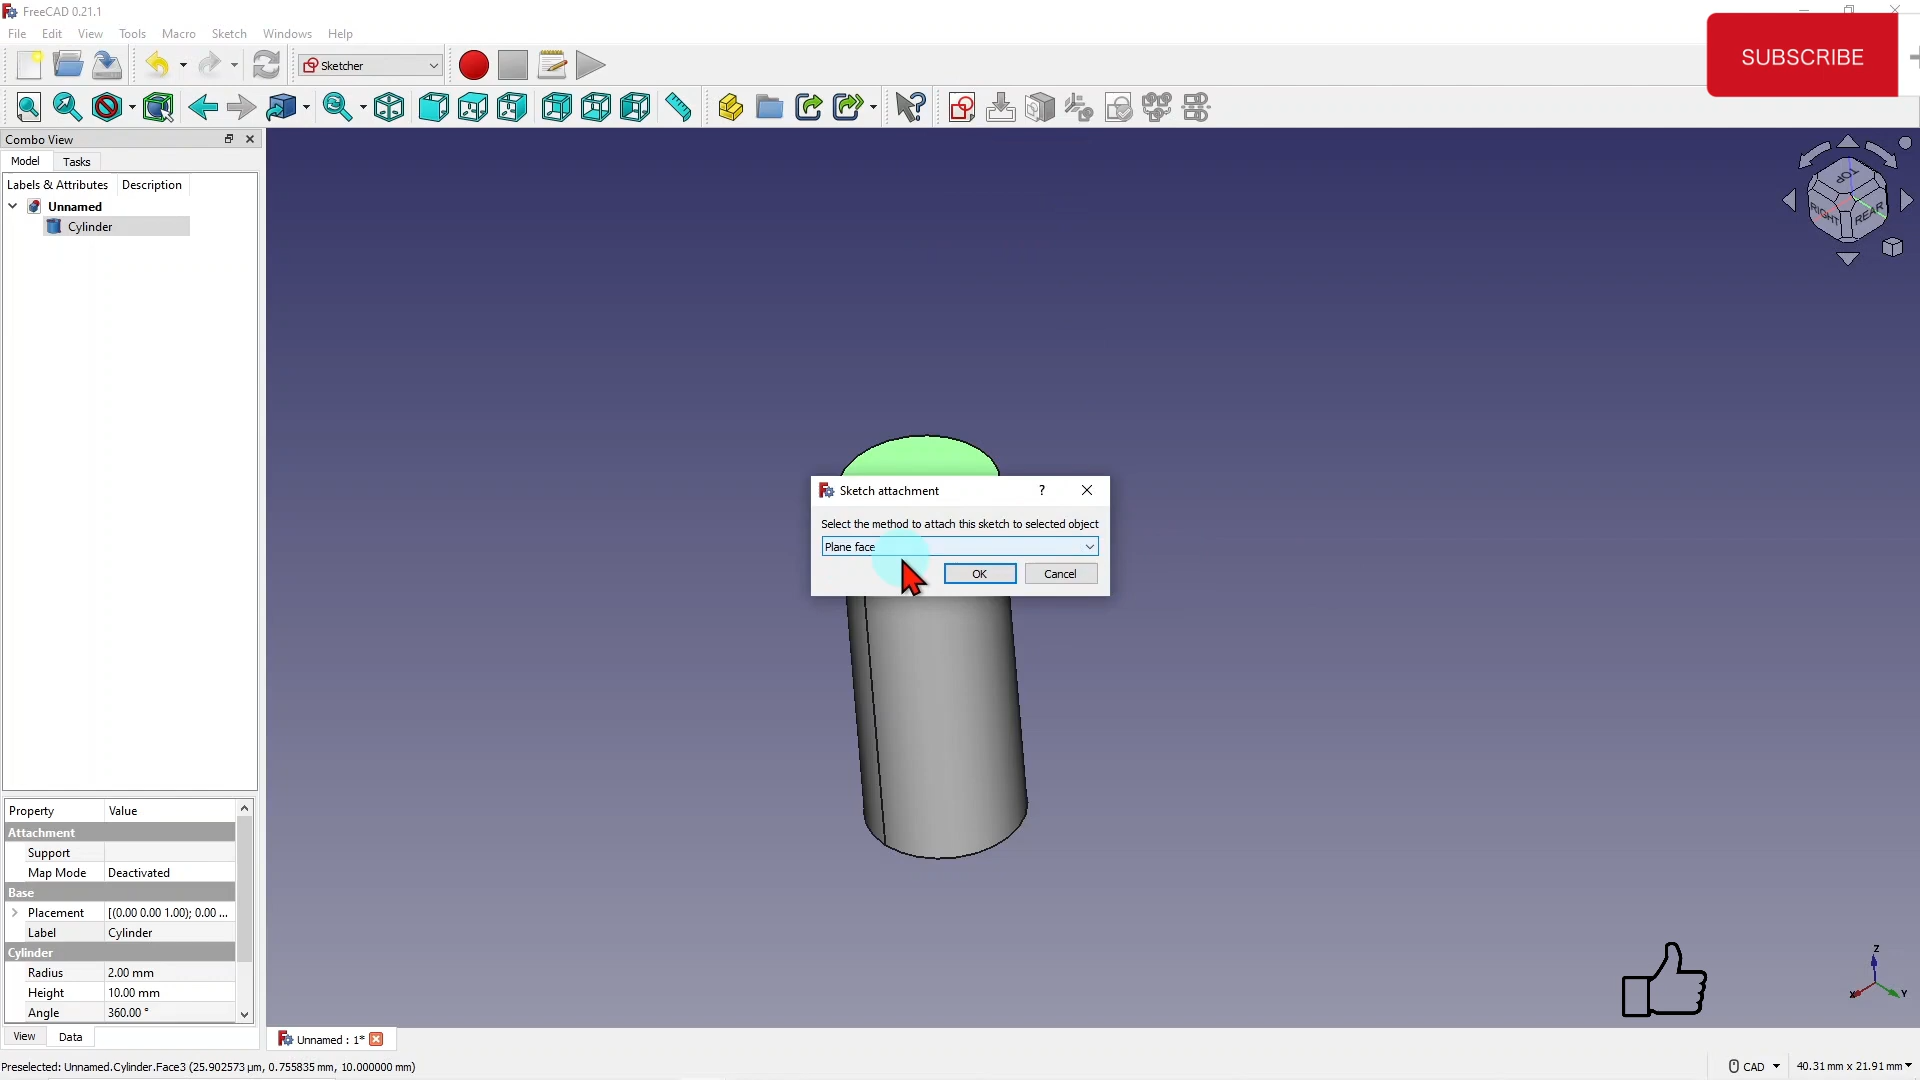 FreeCAD 0.21.1
File Edit View Tools Macro Sketch Windows Help
Sketcher
SUBSCRIBE
Combo View
Model Tasks
Labels & Attributes Description
Unnamed
Cylinder
TOP
RIGHT REAR
Sketch attachment ?
Select the method to attach this sketch to selected object
Plane face
OK Cancel
Property Value
Attachment
Support
Map Mode Deactivated
Base
Placement [(0.00 0.00 1.00); 0.00 ...
Label Cylinder
Cylinder
Radius 2.00 mm
Height 10.00 mm
Angle 360.00 °
View Data
Unnamed : 1*
Z
X Y
Preselected: Unnamed.Cylinder.Face3 (25.902573 µm, 0.755835 mm, 10.000000 mm)
CAD 40.31 mm x 21.91 mm